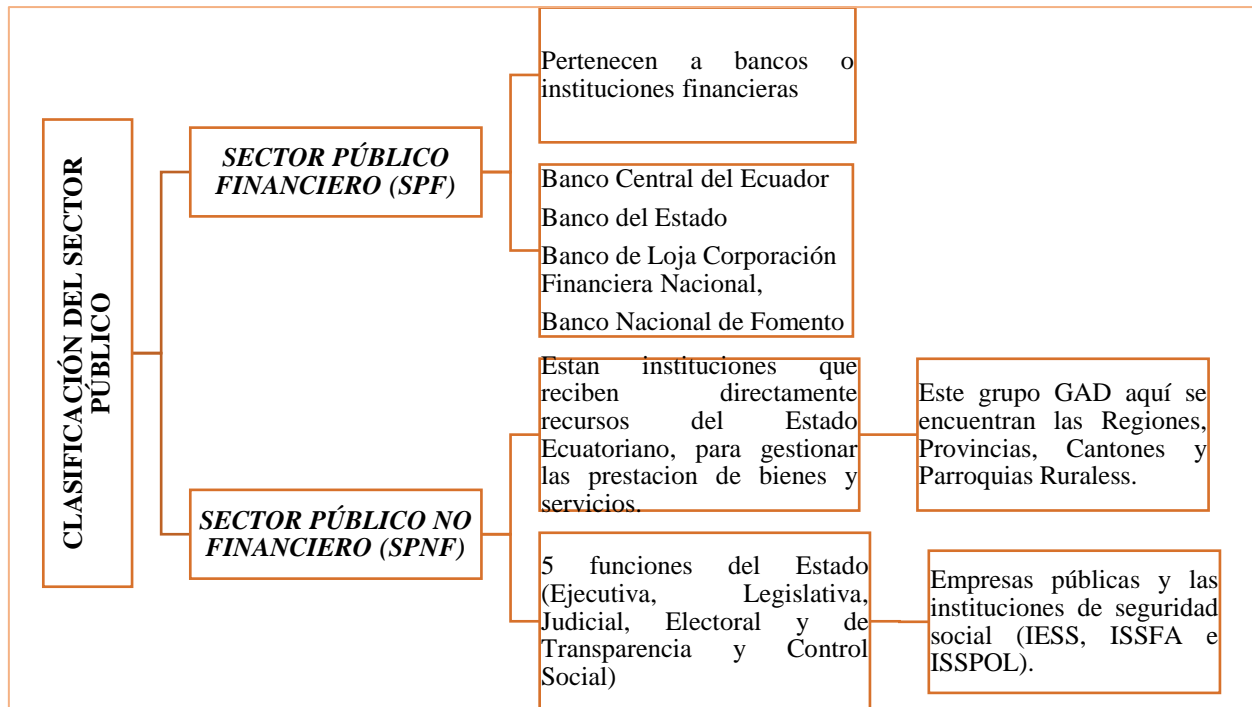 CLASIFICACIÓN DEL SECTOR
PÚBLICO
SECTOR PÚBLICO
FINANCIERO (SPF)
Pertenecen a bancos o
instituciones financieras
Banco Central del Ecuador
Banco del Estado
Banco de Loja Corporación
Financiera Nacional,
Banco Nacional de Fomento
SECTOR PÚBLICO NO
FINANCIERO (SPNF)
Estan instituciones que
reciben directamente
recursos del Estado
Ecuatoriano, para gestionar
las prestacion de bienes y
servicios.
Este grupo GAD aquí se
encuentran las Regiones,
Provincias, Cantones y
Parroquias Ruraless.
5 funciones del Estado
(Ejecutiva, Legislativa,
Judicial, Electoral y de
Transparencia y Control
Social)
Empresas públicas y las
instituciones de seguridad
social (IESS, ISSFA e
ISSPOL).